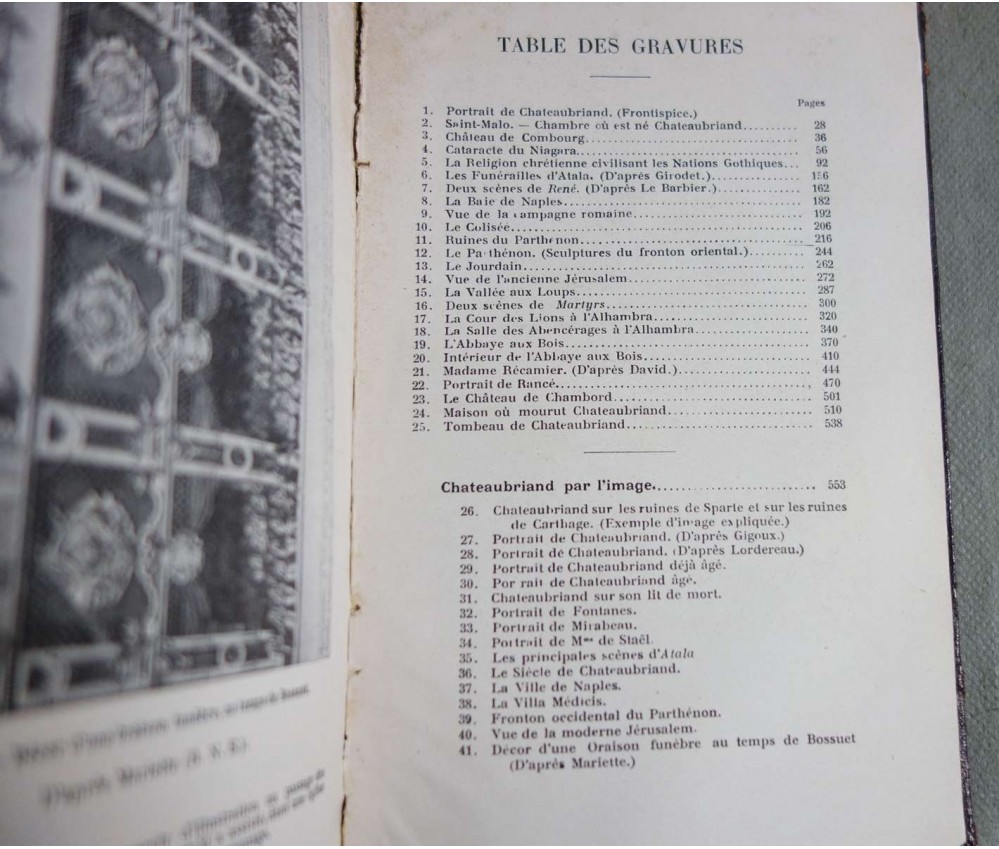 TABLE DES GRAVURES
Pages
1. Portrait de Chateaubriand. (Frontispice.)
2. Saint-Malo. — Chambre où est né Chateaubriand.......... 28
3. Château de Combourg........................................ 36
4. Cataracte du Niagara........................................ 56
5. La Religion chrétienne civilisant les Nations Gothiques... 92
6. Les Funérailles d'Atala. (D'après Girodet.)............... 156
7. Deux scènes de René. (D'après Le Barbier.)............... 162
8. La Baie de Naples........................................ 182
9. Vue de la campagne romaine............................... 192
10. Le Colisée............................................... 206
11. Ruines du Parthénon...................................... 216
12. Le Parthénon. (Sculptures du fronton oriental.).......... 244
13. Le Jourdain.............................................. 262
14. Vue de l'ancienne Jérusalem.............................. 272
15. La Vallée aux Loups...................................... 287
16. Deux scènes de Martyrs................................... 300
17. La Cour des Lions à l'Alhambra........................... 320
18. La Salle des Abencérages à l'Alhambra.................... 340
19. L'Abbaye aux Bois........................................ 370
20. Intérieur de l'Abbaye aux Bois........................... 410
21. Madame Récamier. (D'après David.)........................ 444
22. Portrait de Rancé........................................ 470
23. Le Château de Chambord................................... 501
24. Maison où mourut Chateaubriand........................... 510
25. Tombeau de Chateaubriand................................. 538
Chateaubriand par l'image.......................... 553
26. Chateaubriand sur les ruines de Sparte et sur les ruines
de Carthage. (Exemple d'image expliquée.)
27. Portrait de Chateaubriand. (D'après Gigoux.)
28. Portrait de Chateaubriand. (D'après Lordereau.)
29. Portrait de Chateaubriand déjà âgé.
30. Por rait de Chateaubriand âgé.
31. Chateaubriand sur son lit de mort.
32. Portrait de Fontanes.
33. Portrait de Mirabeau.
34. Portrait de Mme de Staël.
35. Les principales scènes d'Atala
36. Le Siècle de Chateaubriand.
37. La Ville de Naples.
38. La Villa Médicis.
39. Fronton occidental du Parthénon.
40. Vue de la moderne Jérusalem.
41. Décor d'une Oraison funèbre au temps de Bossuet
(D'après Mariette.)